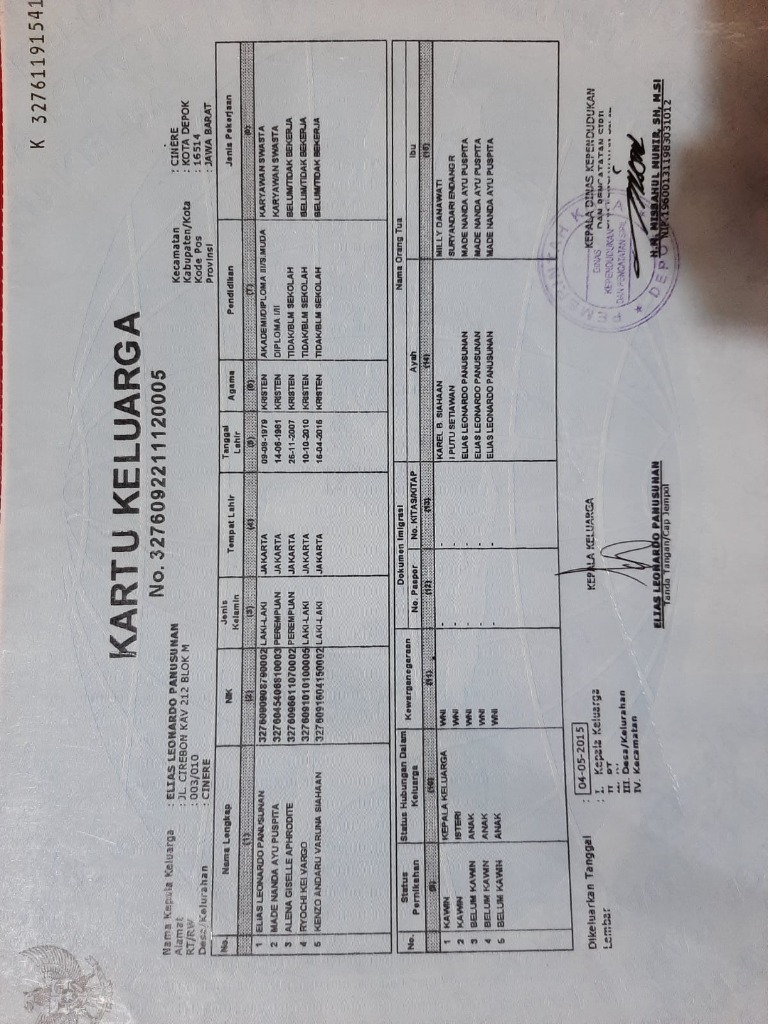 K 32761191541
KARTU KELUARGA
No. 3276092211120005
Nama Kepala Keluarga : ELIAS LEONARDO PANUSUNAN
Alamat : JL. CIREBON KAV 212 BLOK M
RT/RW : 003/010
Desa/Kelurahan : CINERE
Kecamatan : CINERE
Kabupaten/Kota : KOTA DEPOK
Kode Pos : 16514
Provinsi : JAWA BARAT
No. Nama Lengkap NIK Jenis Kelamin Tempat Lahir Tanggal Lahir Agama Pendidikan Jenis Pekerjaan
(1) (2) (3) (4) (5) (6) (7) (8)
1 ELIAS LEONARDO PANUSUNAN 3276090908790002 LAKI-LAKI JAKARTA 09-08-1979 KRISTEN AKADEMI/DIPLOMA III/S.MUDA KARYAWAN SWASTA
2 MADE NANDA AYU PUSPITA 3276045406810003 PEREMPUAN JAKARTA 14-06-1981 KRISTEN DIPLOMA I/II KARYAWAN SWASTA
3 ALENA GISELLE APHRODITE 3276096611070002 PEREMPUAN JAKARTA 26-11-2007 KRISTEN TIDAK/BLM SEKOLAH BELUM/TIDAK BEKERJA
4 RYOCHI KEI VARGO 3276091010100005 LAKI-LAKI JAKARTA 10-10-2010 KRISTEN TIDAK/BLM SEKOLAH BELUM/TIDAK BEKERJA
5 KENZO ANDARU VARUNA SIAHAAN 3276091604150002 LAKI-LAKI JAKARTA 16-04-2015 KRISTEN TIDAK/BLM SEKOLAH BELUM/TIDAK BEKERJA
No. Status Pernikahan Status Hubungan Dalam Keluarga Kewarganegaraan Dokumen Imigrasi Nama Orang Tua
No. Paspor No. KITAS/KITAP Ayah Ibu
(9) (10) (11) (12) (13) (14) (15)
1 KAWIN KEPALA KELUARGA WNI - - KAREL B. SIAHAAN MILLY DANAWATI
2 KAWIN ISTERI WNI - - I PUTU SETIAWAN SURYANDARI ENDANG R
3 BELUM KAWIN ANAK WNI - - ELIAS LEONARDO PANUSUNAN MADE NANDA AYU PUSPITA
4 BELUM KAWIN ANAK WNI - - ELIAS LEONARDO PANUSUNAN MADE NANDA AYU PUSPITA
5 BELUM KAWIN ANAK WNI - - ELIAS LEONARDO PANUSUNAN MADE NANDA AYU PUSPITA
Dikeluarkan Tanggal : 04-05-2015
Lembar : I. Kepala Keluarga
II. RT
III. Desa/Kelurahan
IV. Kecamatan
KEPALA KELUARGA
ELIAS LEONARDO PANUSUNAN
Tanda Tangan/Cap Jempol
KEPALA DINAS KEPENDUDUKAN
DAN PENCATATAN SIPIL
PEMERINTAH K
DINAS
KEPENDUDUKAN
DAN PENCATATAN SIPIL
DEPO
H.M. MISBAHUL MUNIR, SH, M.SI
NIP.196001311983031012